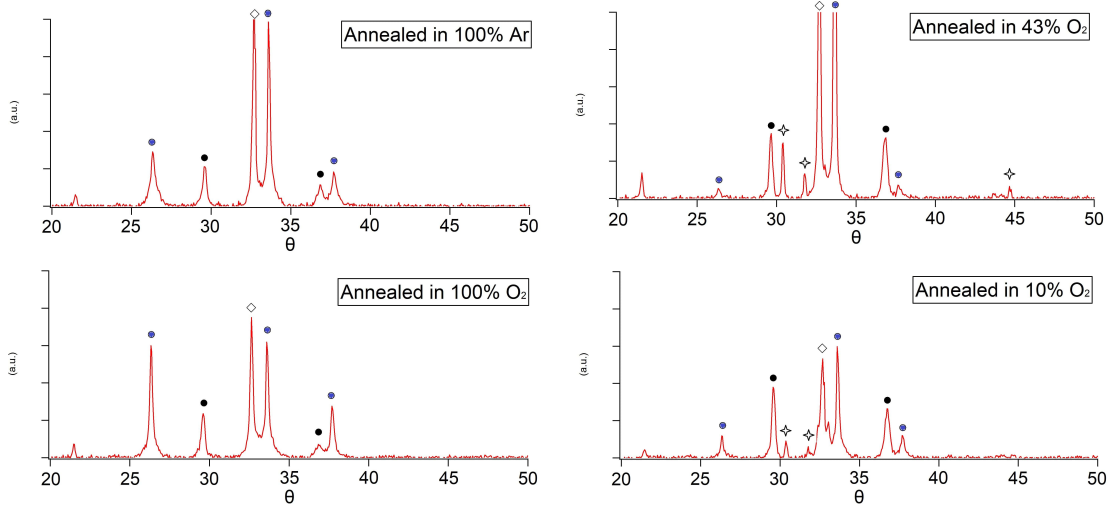 Annealed in 100% Ar
(a.u.)
20 25 30 35 40 45 50
θ
Annealed in 43% O₂
(a.u.)
20 25 30 35 40 45 50
θ
Annealed in 100% O₂
(a.u.)
20 25 30 35 40 45 50
θ
Annealed in 10% O₂
(a.u.)
20 25 30 35 40 45 50
θ